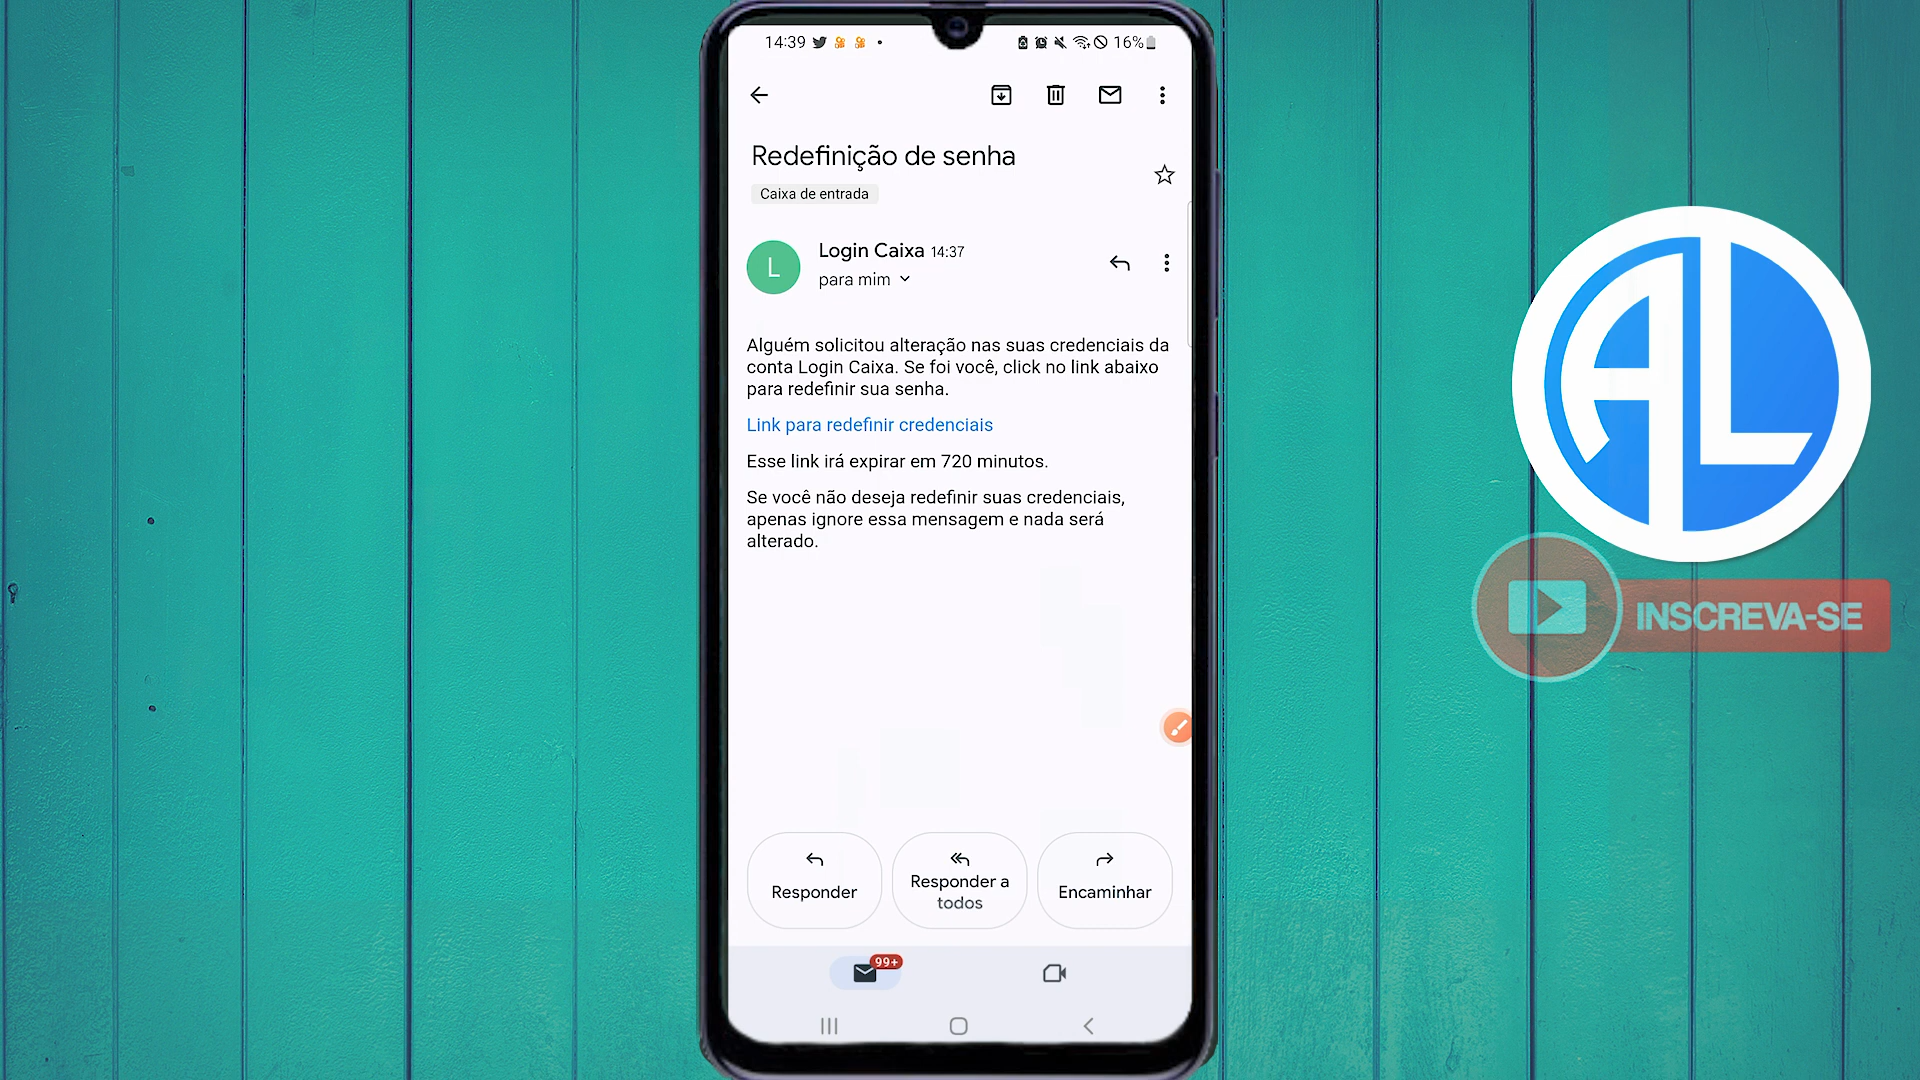 14:39
16%
Redefinição de senha
Caixa de entrada
L
Login Caixa 14:37
para mim
Alguém solicitou alteração nas suas credenciais da
conta Login Caixa. Se foi você, click no link abaixo
para redefinir sua senha.
Link para redefinir credenciais
Esse link irá expirar em 720 minutos.
Se você não deseja redefinir suas credenciais,
apenas ignore essa mensagem e nada será
alterado.
Responder
Responder a
todos
Encaminhar
99+
AL
INSCREVA-SE